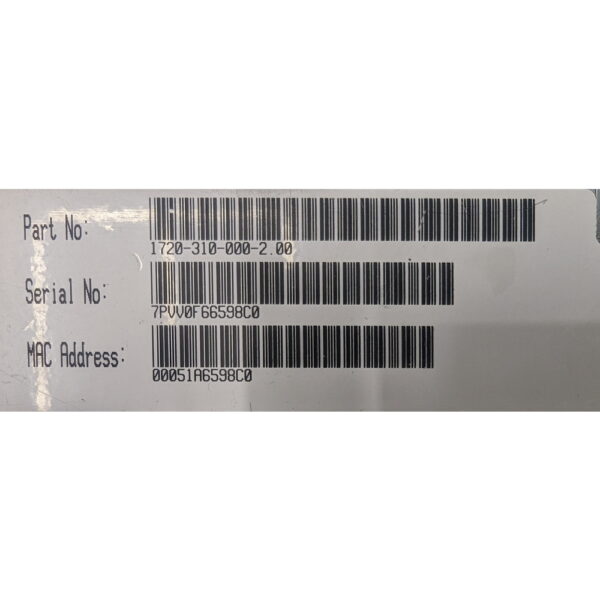 Part No:
1720-310-000-2.00
Serial No:
7PVV0F66598C0
MAC Address:
00051A6598C0